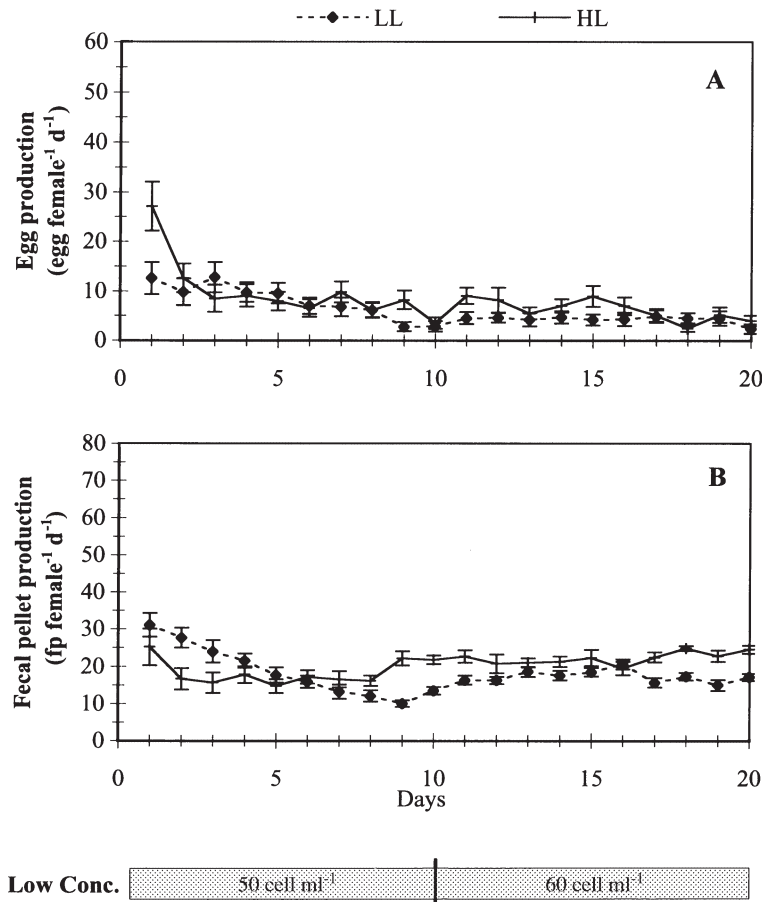 LL HL
A
Egg production
(egg female⁻¹ d⁻¹)
60
50
40
30
20
10
0
0 5 10 15 20
B
Fecal pellet production
(fp female⁻¹ d⁻¹)
80
70
60
50
40
30
20
10
0
0 5 10 15 20
Days
Low Conc. 50 cell ml⁻¹ 60 cell ml⁻¹